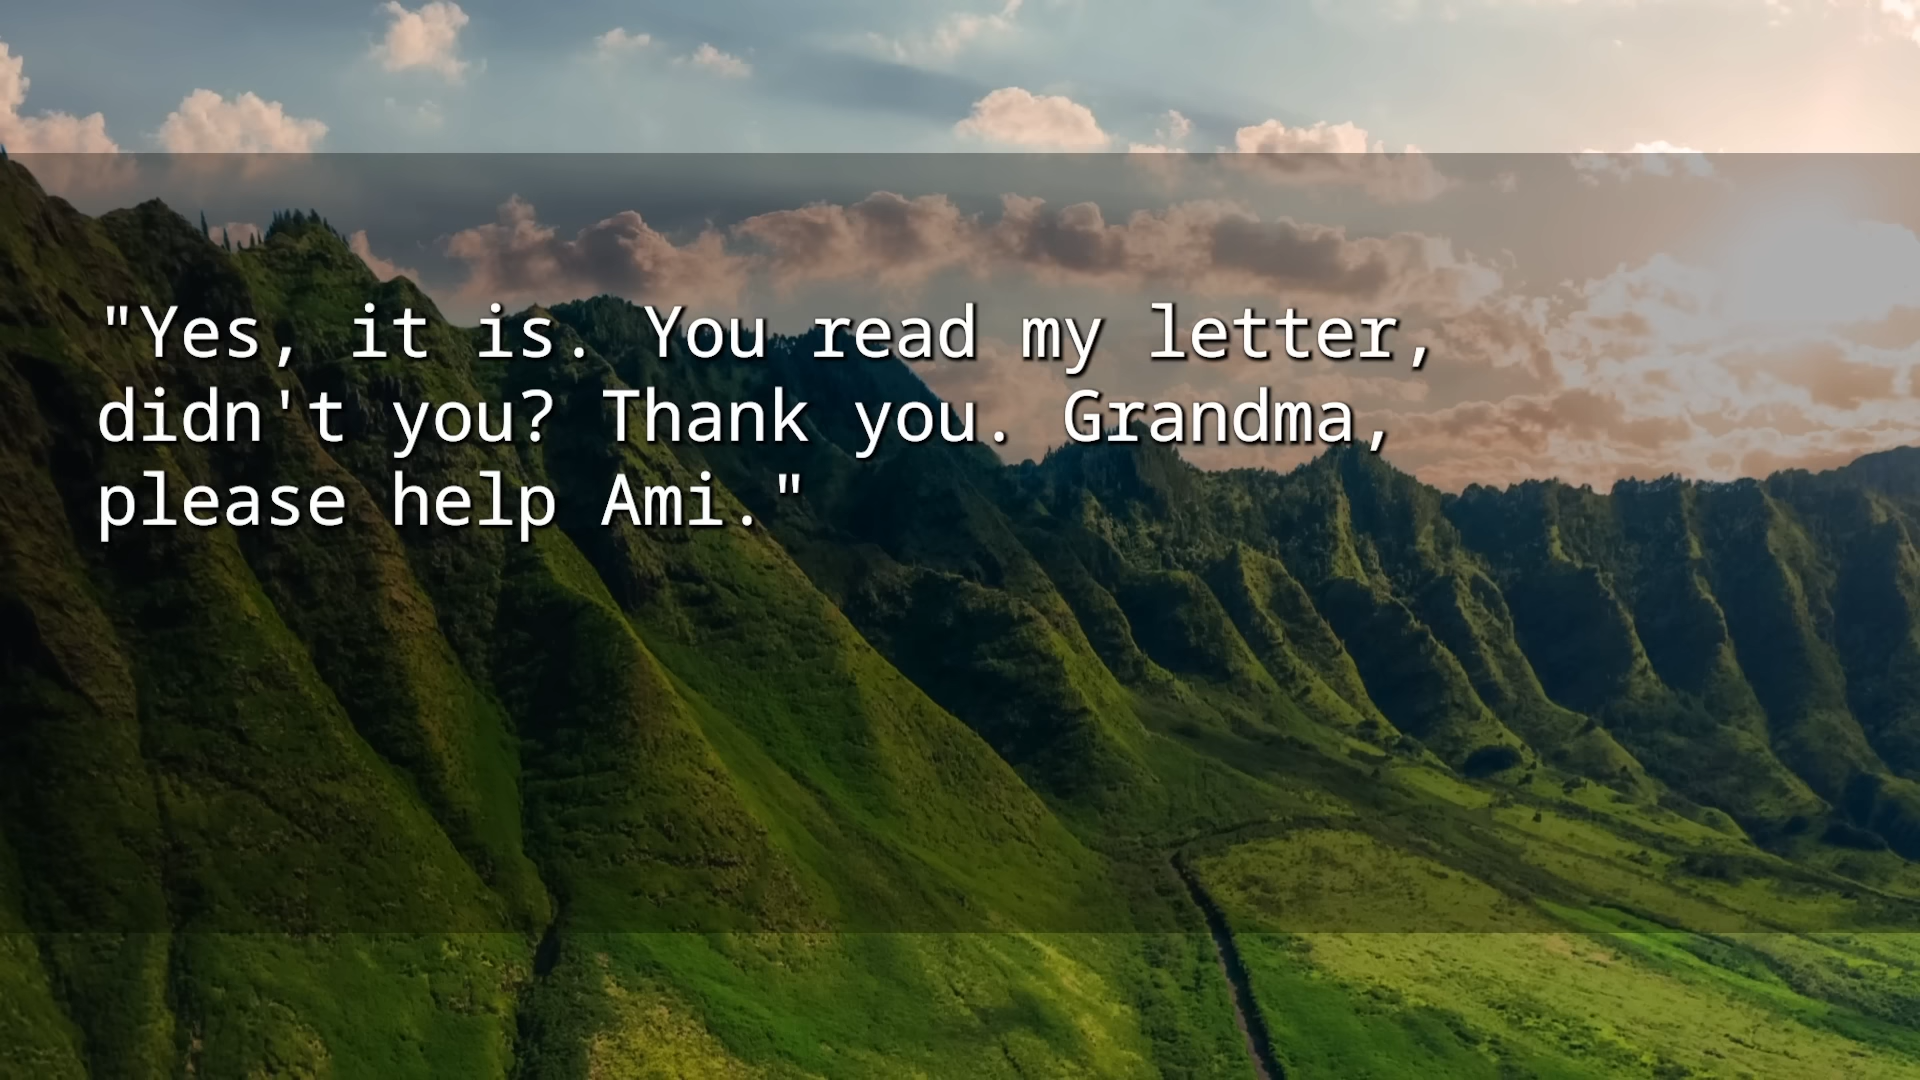 "Yes, it is. You read my letter,
didn't you? Thank you. Grandma,
please help Ami."